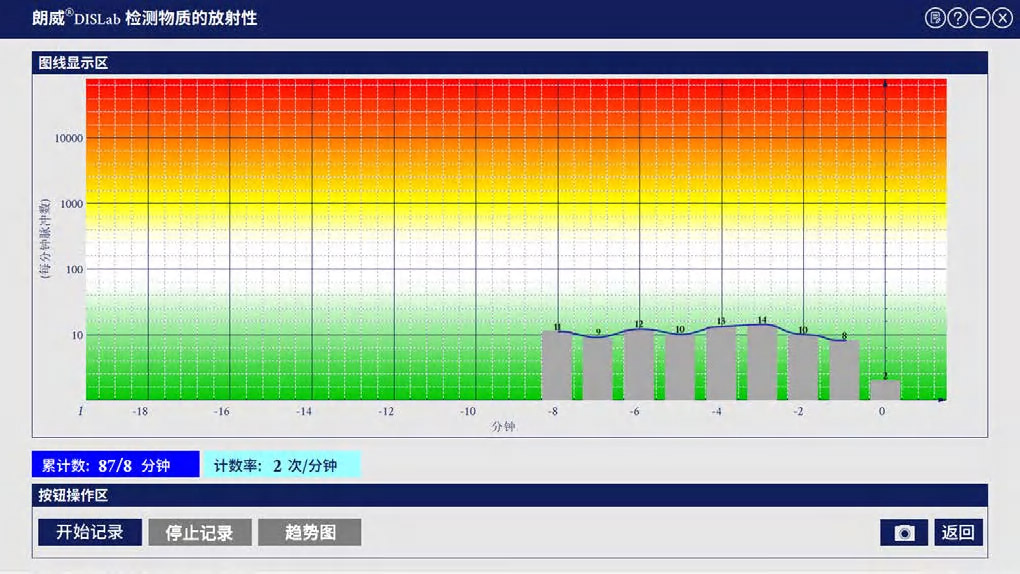 朗威®DISLab 检测物质的放射性
图线显示区
(每分钟脉冲数)
10000
1000
100
10
1
11 9 12 10 13 14 10 8 2
-18 -16 -14 -12 -10 -8 -6 -4 -2 0
分钟
累计数: 87/8 分钟 计数率: 2 次/分钟
按钮操作区
开始记录 停止记录 趋势图 返回